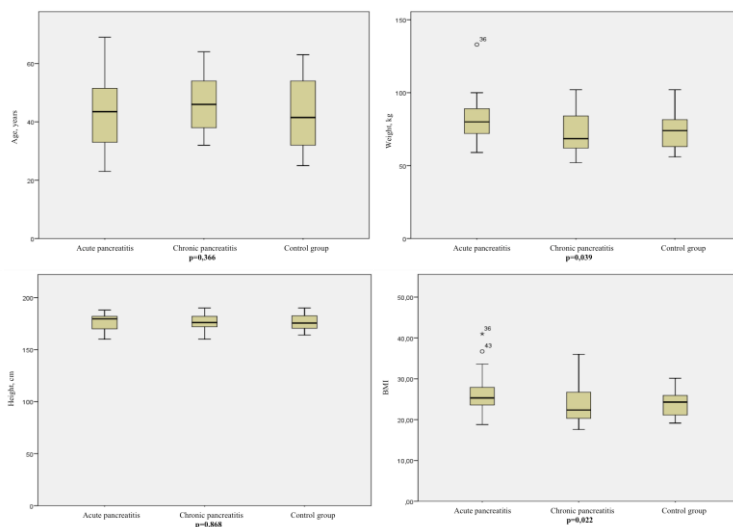 60
40
20
0
Age, years
Acute pancreatitis
Chronic pancreatitis
Control group
p=0,366
150
100
50
0
Weight, kg
36
Acute pancreatitis
Chronic pancreatitis
Control group
p=0,039
200
150
100
50
0
Height, cm
Acute pancreatitis
Chronic pancreatitis
Control group
p=0,868
50,00
40,00
30,00
20,00
10,00
,00
BMI
36
43
Acute pancreatitis
Chronic pancreatitis
Control group
p=0,022